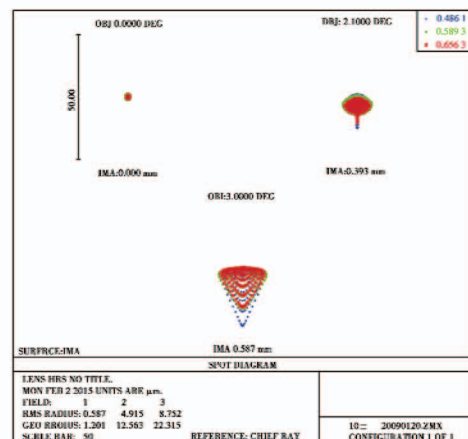 OBJ 0.0000 DEG
OBJ: 2.1000 DEG
0.486 1
0.589 3
0.656 3
50.00
IMA:0.000 mm
IMA:0.393 mm
OBJ:3.0000 DEG
IMA 0.587 mm
SURFRCE:IMA
SPOT DIAGRAM
LENS HRS NO TITLE.
MON FEB 2 2015 UNITS ARE μm.
FIELD: 1 2 3
RMS RADIUS: 0.587 4.915 8.752
GEO RROIUS: 1.201 12.563 22.315
SCRLE BAR: 50 REFERENCE: CHIEF RAY
20090120.ZMX
CONFIGURATION 1 OF 1